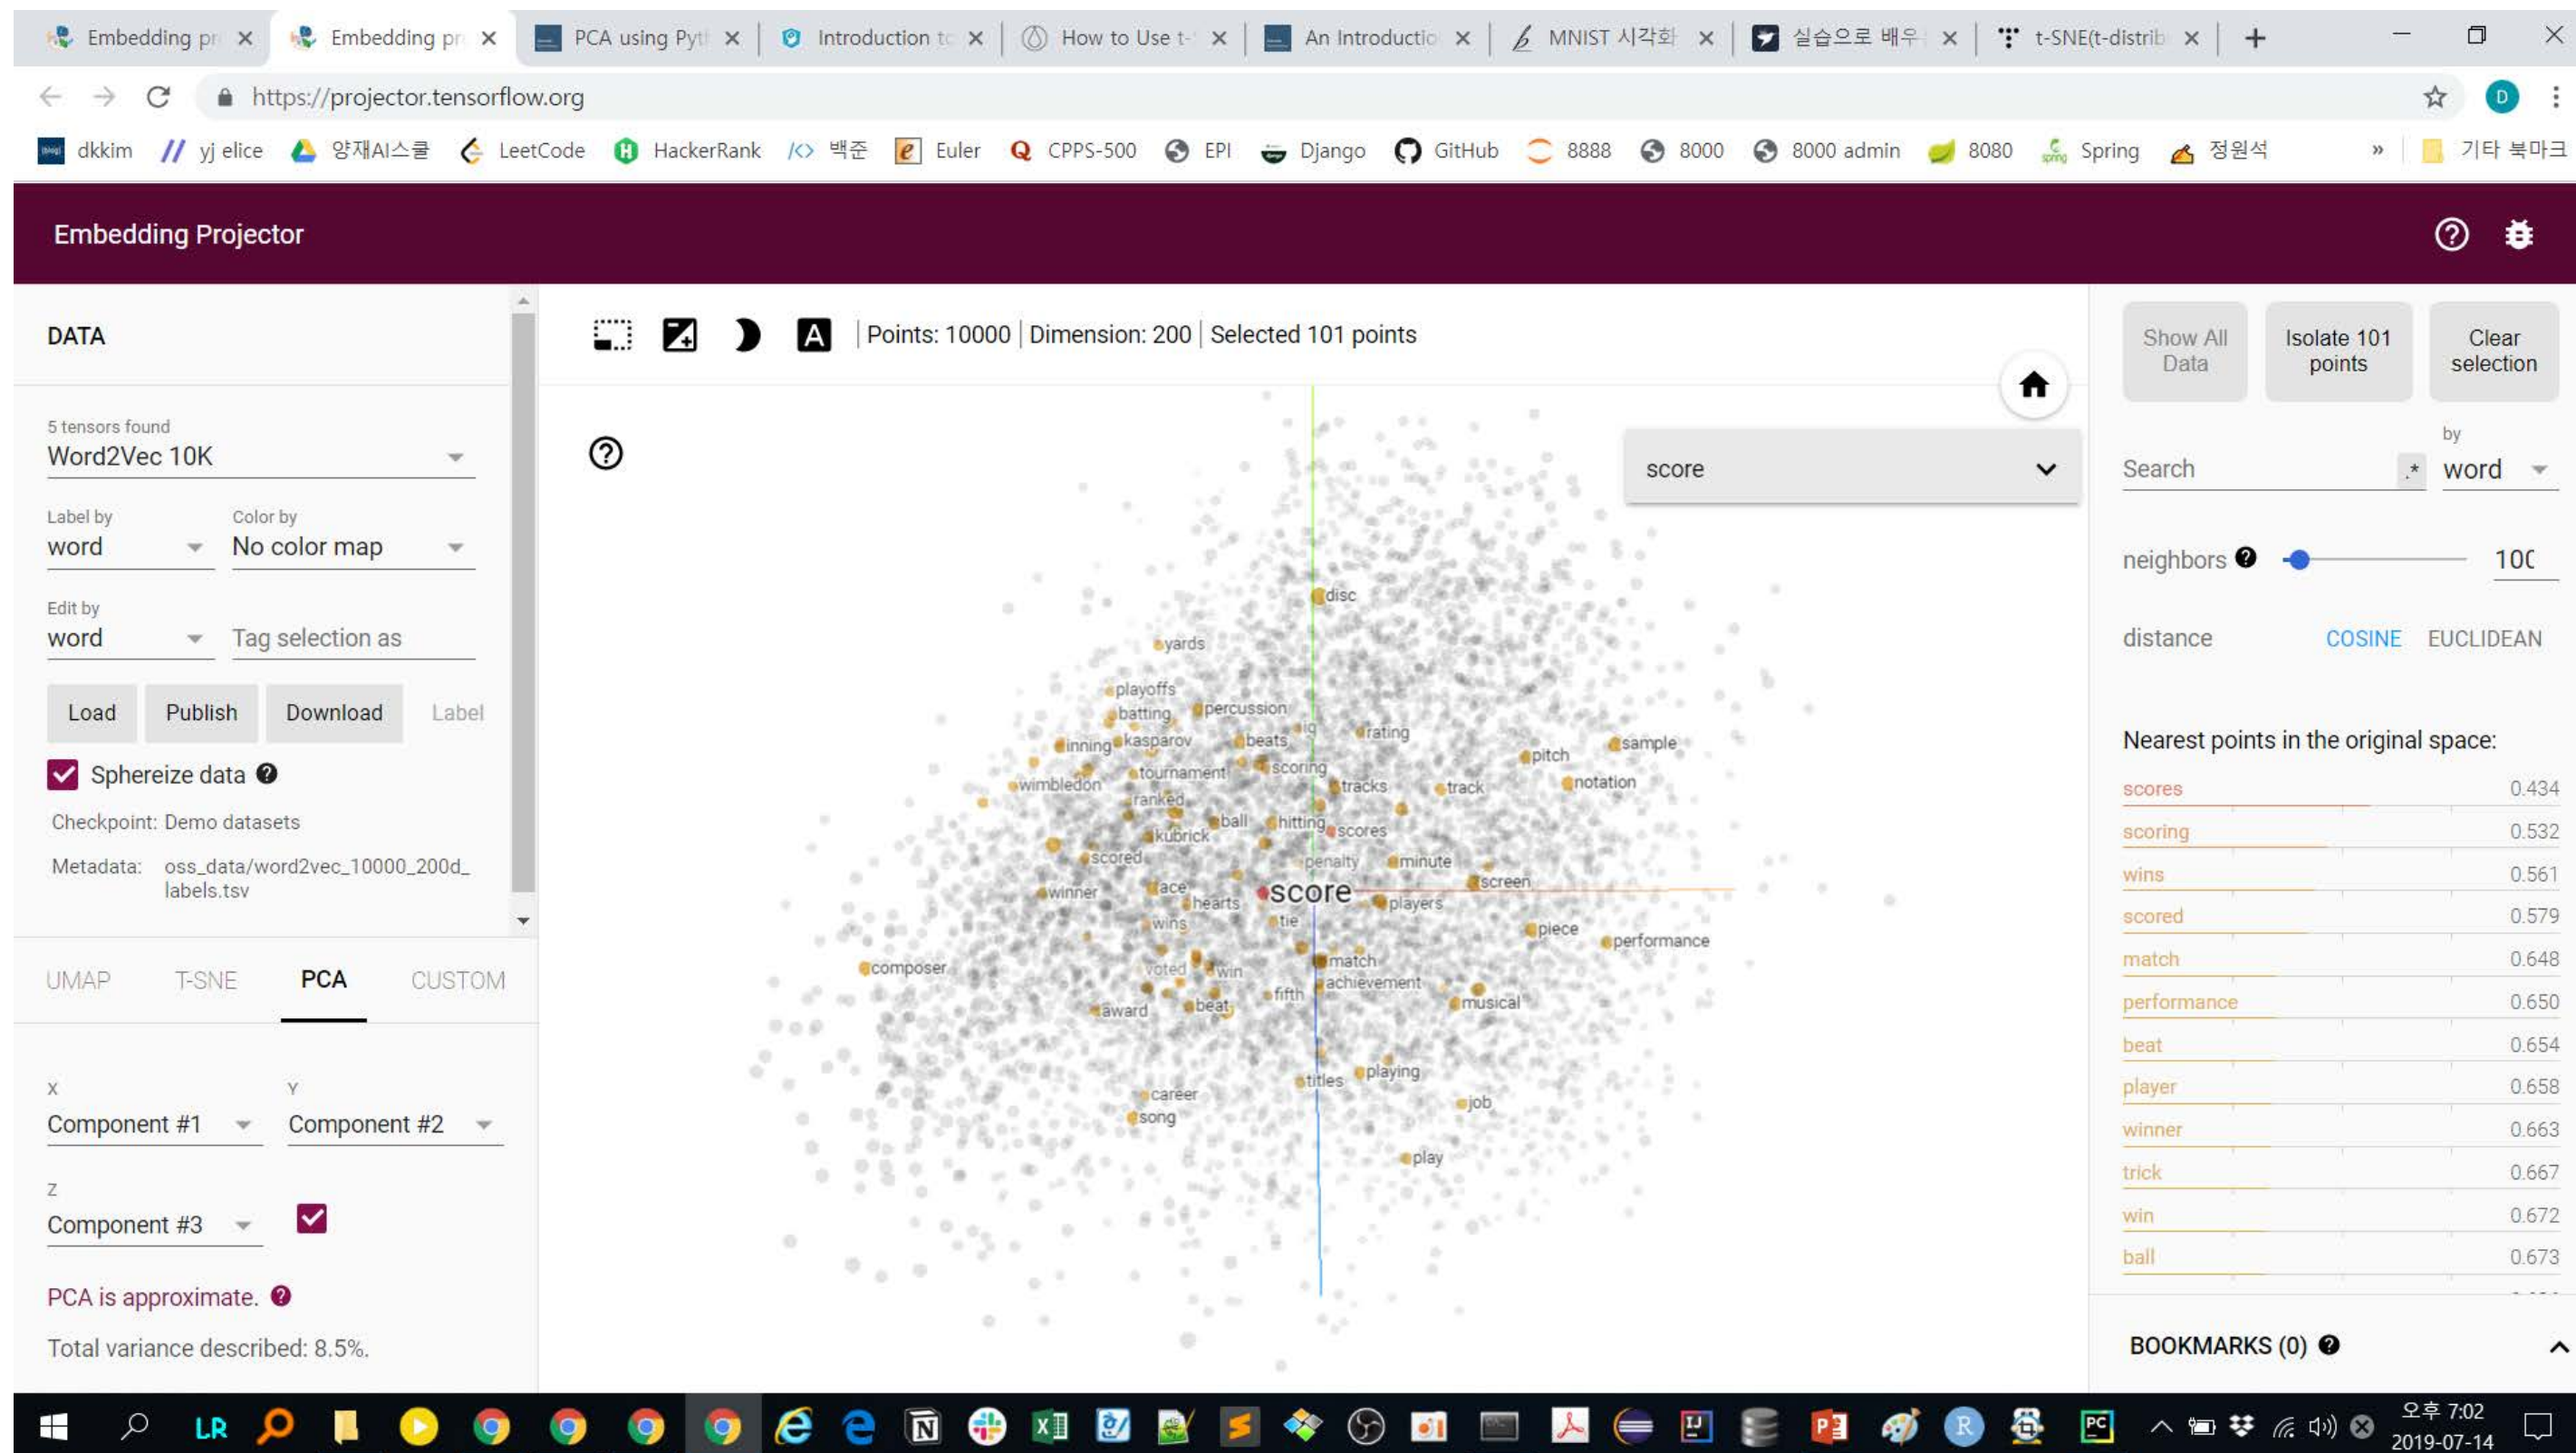 Embedding pr
Embedding pr
PCA using Pyt
Introduction to
How to Use t-
An Introductio
MNIST 시각화
실습으로 배우
t-SNE(t-distrib
https://projector.tensorflow.org
D
dkkim
yj elice
양재AI스쿨
LeetCode
HackerRank
백준
Euler
CPPS-500
EPI
Django
GitHub
8888
8000
8000 admin
8080
Spring
정원석
»
기타 북마크
Embedding Projector
DATA
5 tensors found
Word2Vec 10K
Label by
Color by
word
No color map
Edit by
word
Tag selection as
Load
Publish
Download
Label
Sphereize data
Checkpoint: Demo datasets
Metadata: oss_data/word2vec_10000_200d_
labels.tsv
UMAP
T-SNE
PCA
CUSTOM
X
Y
Component #1
Component #2
Z
Component #3
PCA is approximate.
Total variance described: 8.5%.
A
Points: 10000 | Dimension: 200 | Selected 101 points
score
disc
yards
playoffs
batting
percussion
inning
kasparov
beats
rating
pitch
sample
wimbledon
tournament
scoring
tracks
track
notation
ranked
kubrick
ball
hitting
scores
scored
penalty
minute
winner
ace
hearts
score
screen
players
wins
tie
piece
performance
composer
voted
win
match
achievement
award
beat
fifth
musical
titles
playing
career
song
job
play
Show All
Data
Isolate 101
points
Clear
selection
Search
.*
by
word
neighbors
100
distance
COSINE
EUCLIDEAN
Nearest points in the original space:
scores 0.434
scoring 0.532
wins 0.561
scored 0.579
match 0.648
performance 0.650
beat 0.654
player 0.658
winner 0.663
trick 0.667
win 0.672
ball 0.673
BOOKMARKS (0)
LR
오후 7:02
2019-07-14